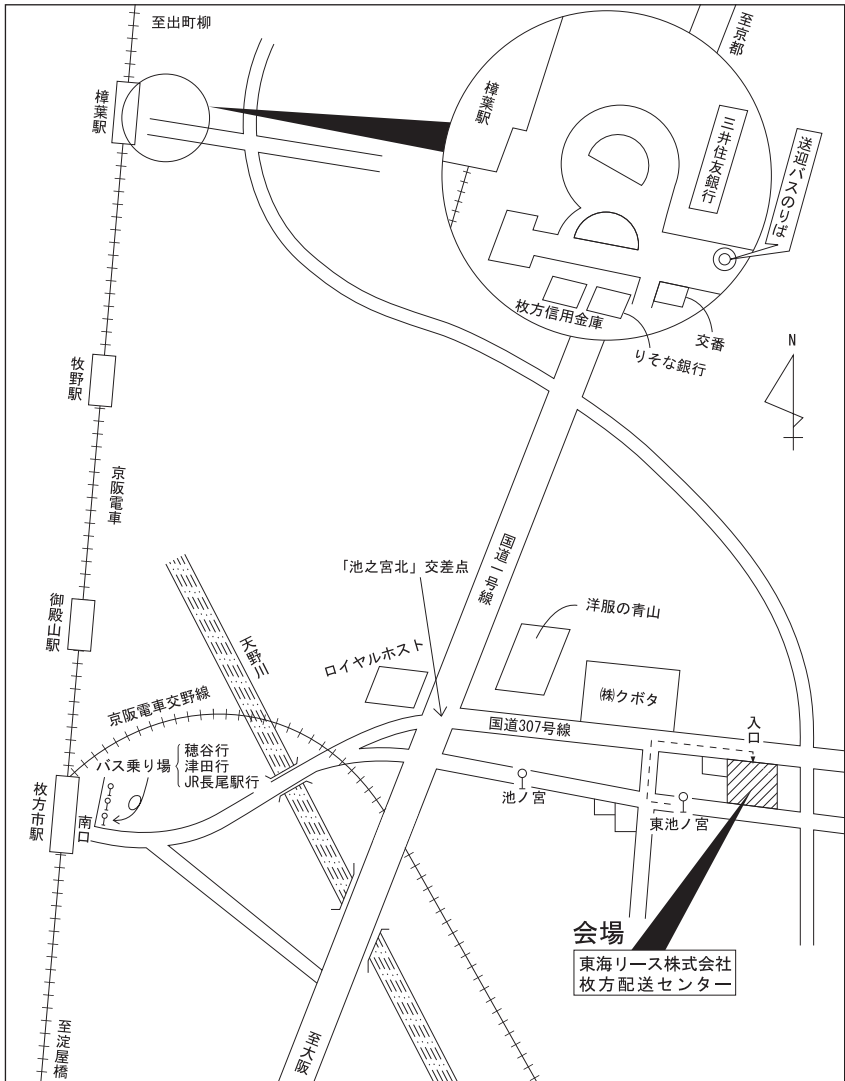 至出町柳
樟葉駅
至京都
樟葉駅
三井住友銀行
送迎バスのりば
枚方信用金庫
りそな銀行
交番
N
牧野駅
京阪電車
国道一号線
「池之宮北」交差点
御殿山駅
天野川
洋服の青山
ロイヤルホスト
㈱クボタ
京阪電車交野線
国道307号線
入口
バス乗り場
穂谷行
津田行
JR長尾駅行
枚方市駅
南口
池ノ宮
東池ノ宮
会場
東海リース株式会社
枚方配送センター
至淀屋橋
至大阪